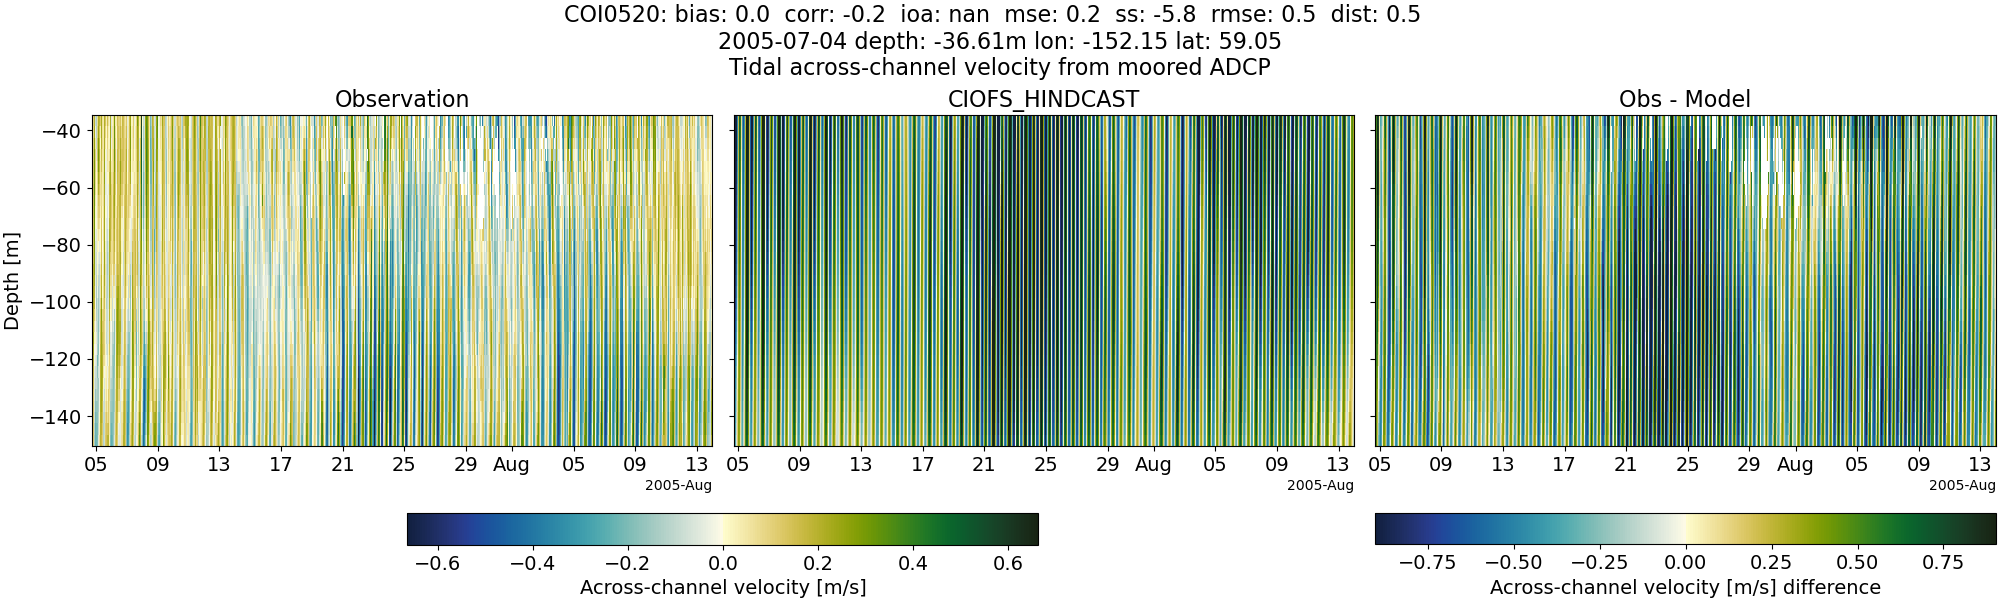 COI0520: bias: 0.0  corr: -0.2  ioa: nan  mse: 0.2  ss: -5.8  rmse: 0.5  dist: 0.5
2005-07-04 depth: -36.61m lon: -152.15 lat: 59.05
Tidal across-channel velocity from moored ADCP
Observation
CIOFS_HINDCAST
Obs - Model
Depth [m]
−40
−60
−80
−100
−120
−140
05 09 13 17 21 25 29 Aug 05 09 13
2005-Aug
05 09 13 17 21 25 29 Aug 05 09 13
2005-Aug
05 09 13 17 21 25 29 Aug 05 09 13
2005-Aug
−0.6 −0.4 −0.2 0.0 0.2 0.4 0.6
Across-channel velocity [m/s]
−0.75 −0.50 −0.25 0.00 0.25 0.50 0.75
Across-channel velocity [m/s] difference